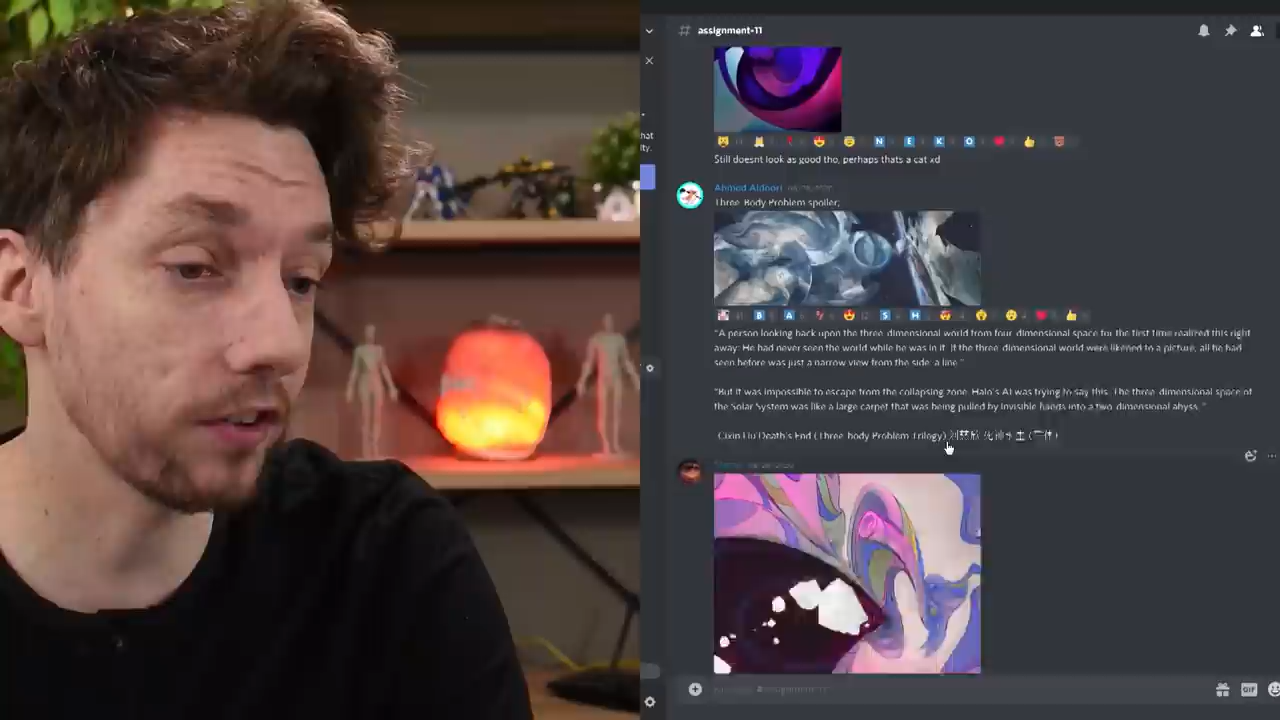 # assignment-11
N E K O
Still doesnt look as good tho, perhaps thats a cat xd
Ahmed Aldoori
Three-Body Problem spoiler;
B A S H
"A person looking back upon the three-dimensional world from four-dimensional space for the first time realized this right
away: He had never seen the world while he was in it. If the three-dimensional world were likened to a picture, all he had
seen before was just a narrow view from the side: a line."
"But it was impossible to escape from the collapsing zone. Halo's AI was trying to say this. The three-dimensional space of
the Solar System was like a large carpet that was being pulled by invisible hands into a two-dimensional abyss."
Cixin Liu Death's End (Three-body Problem Trilogy)
GIF